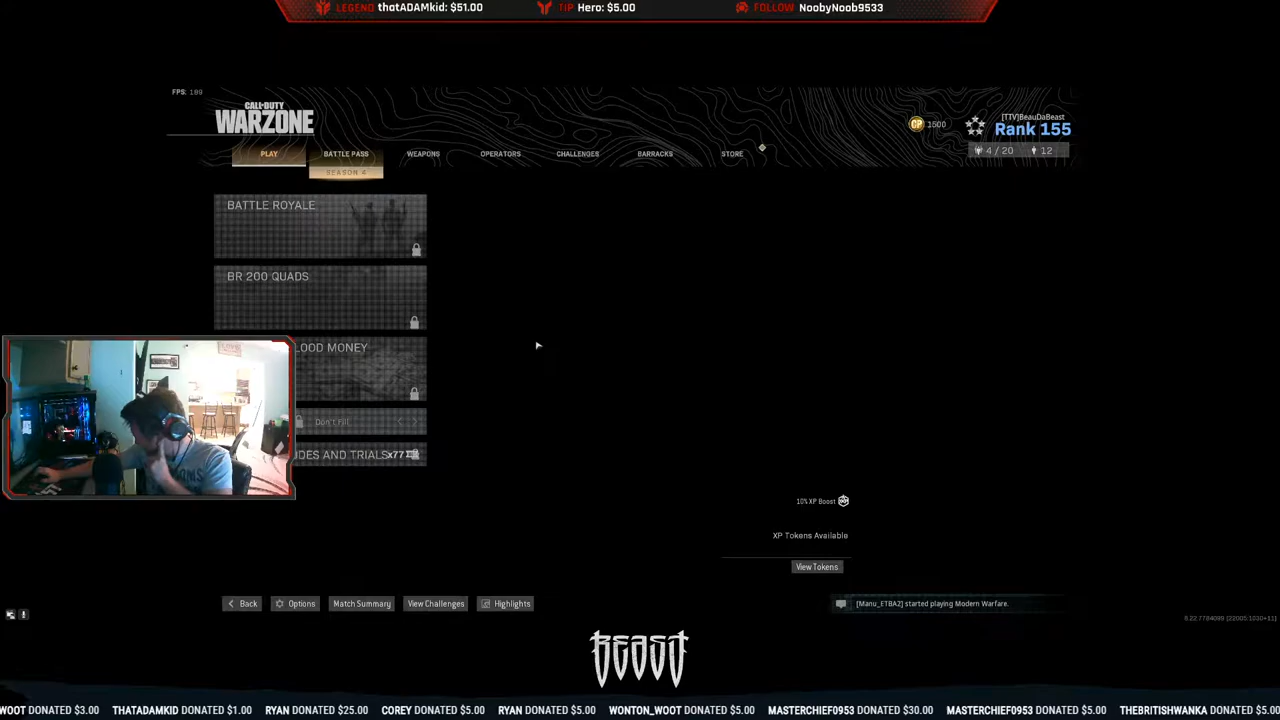 LEGEND thatADAMkid: $51.00 TIP Hero: $5.00 FOLLOW NoobyNoob9533
FPS: 189
CALL OF DUTY
WARZONE
CP 1500
[TTV]BeauDaBeast
Rank 155
4 / 20 12
PLAY BATTLE PASS WEAPONS OPERATORS CHALLENGES BARRACKS STORE
SEASON 4
BATTLE ROYALE
BR 200 QUADS
LOOD MONEY
Don't Fill
UDES AND TRIALS
10% XP Boost
XP Tokens Available
View Tokens
Back Options Match Summary View Challenges Highlights
[Manu_ETBA2] started playing Modern Warfare.
BEAST
WOOT DONATED $3.00 THATADAMKID DONATED $1.00 RYAN DONATED $25.00 COREY DONATED $5.00 RYAN DONATED $5.00 WONTON_WOOT DONATED $5.00 MASTERCHIEF0953 DONATED $30.00 MASTERCHIEF0953 DONATED $5.00 THEBRITISHWANKA DONATED $5.00